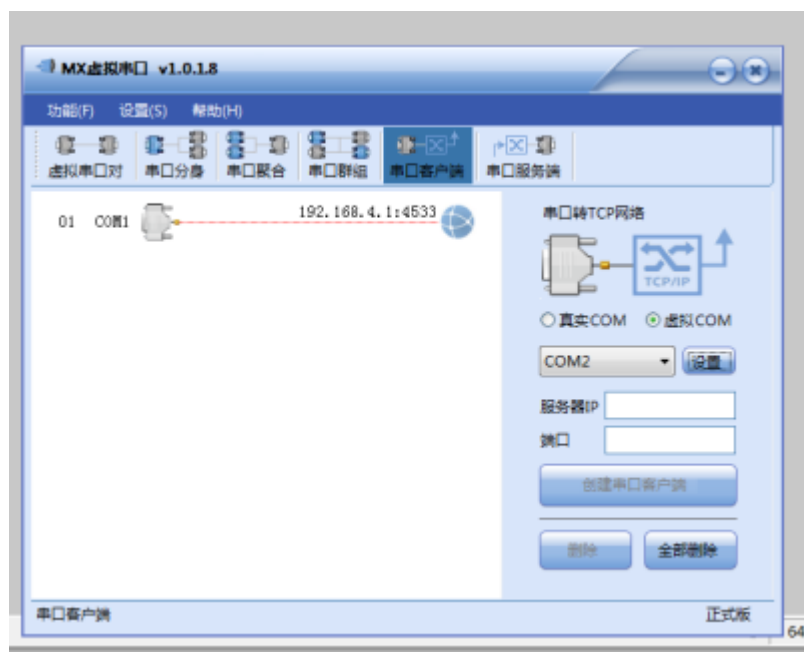 MX虚拟串口 v1.0.1.8
功能(F) 设置(S) 帮助(H)
虚拟串口对 串口分身 串口聚合 串口群组 串口客户端 串口服务端
01 COM1 192.168.4.1:4533
串口转TCP网络
TCP/IP
真实COM 虚拟COM
COM2 设置
服务器IP
端口
创建串口客户端
删除 全部删除
串口客户端 正式版
64